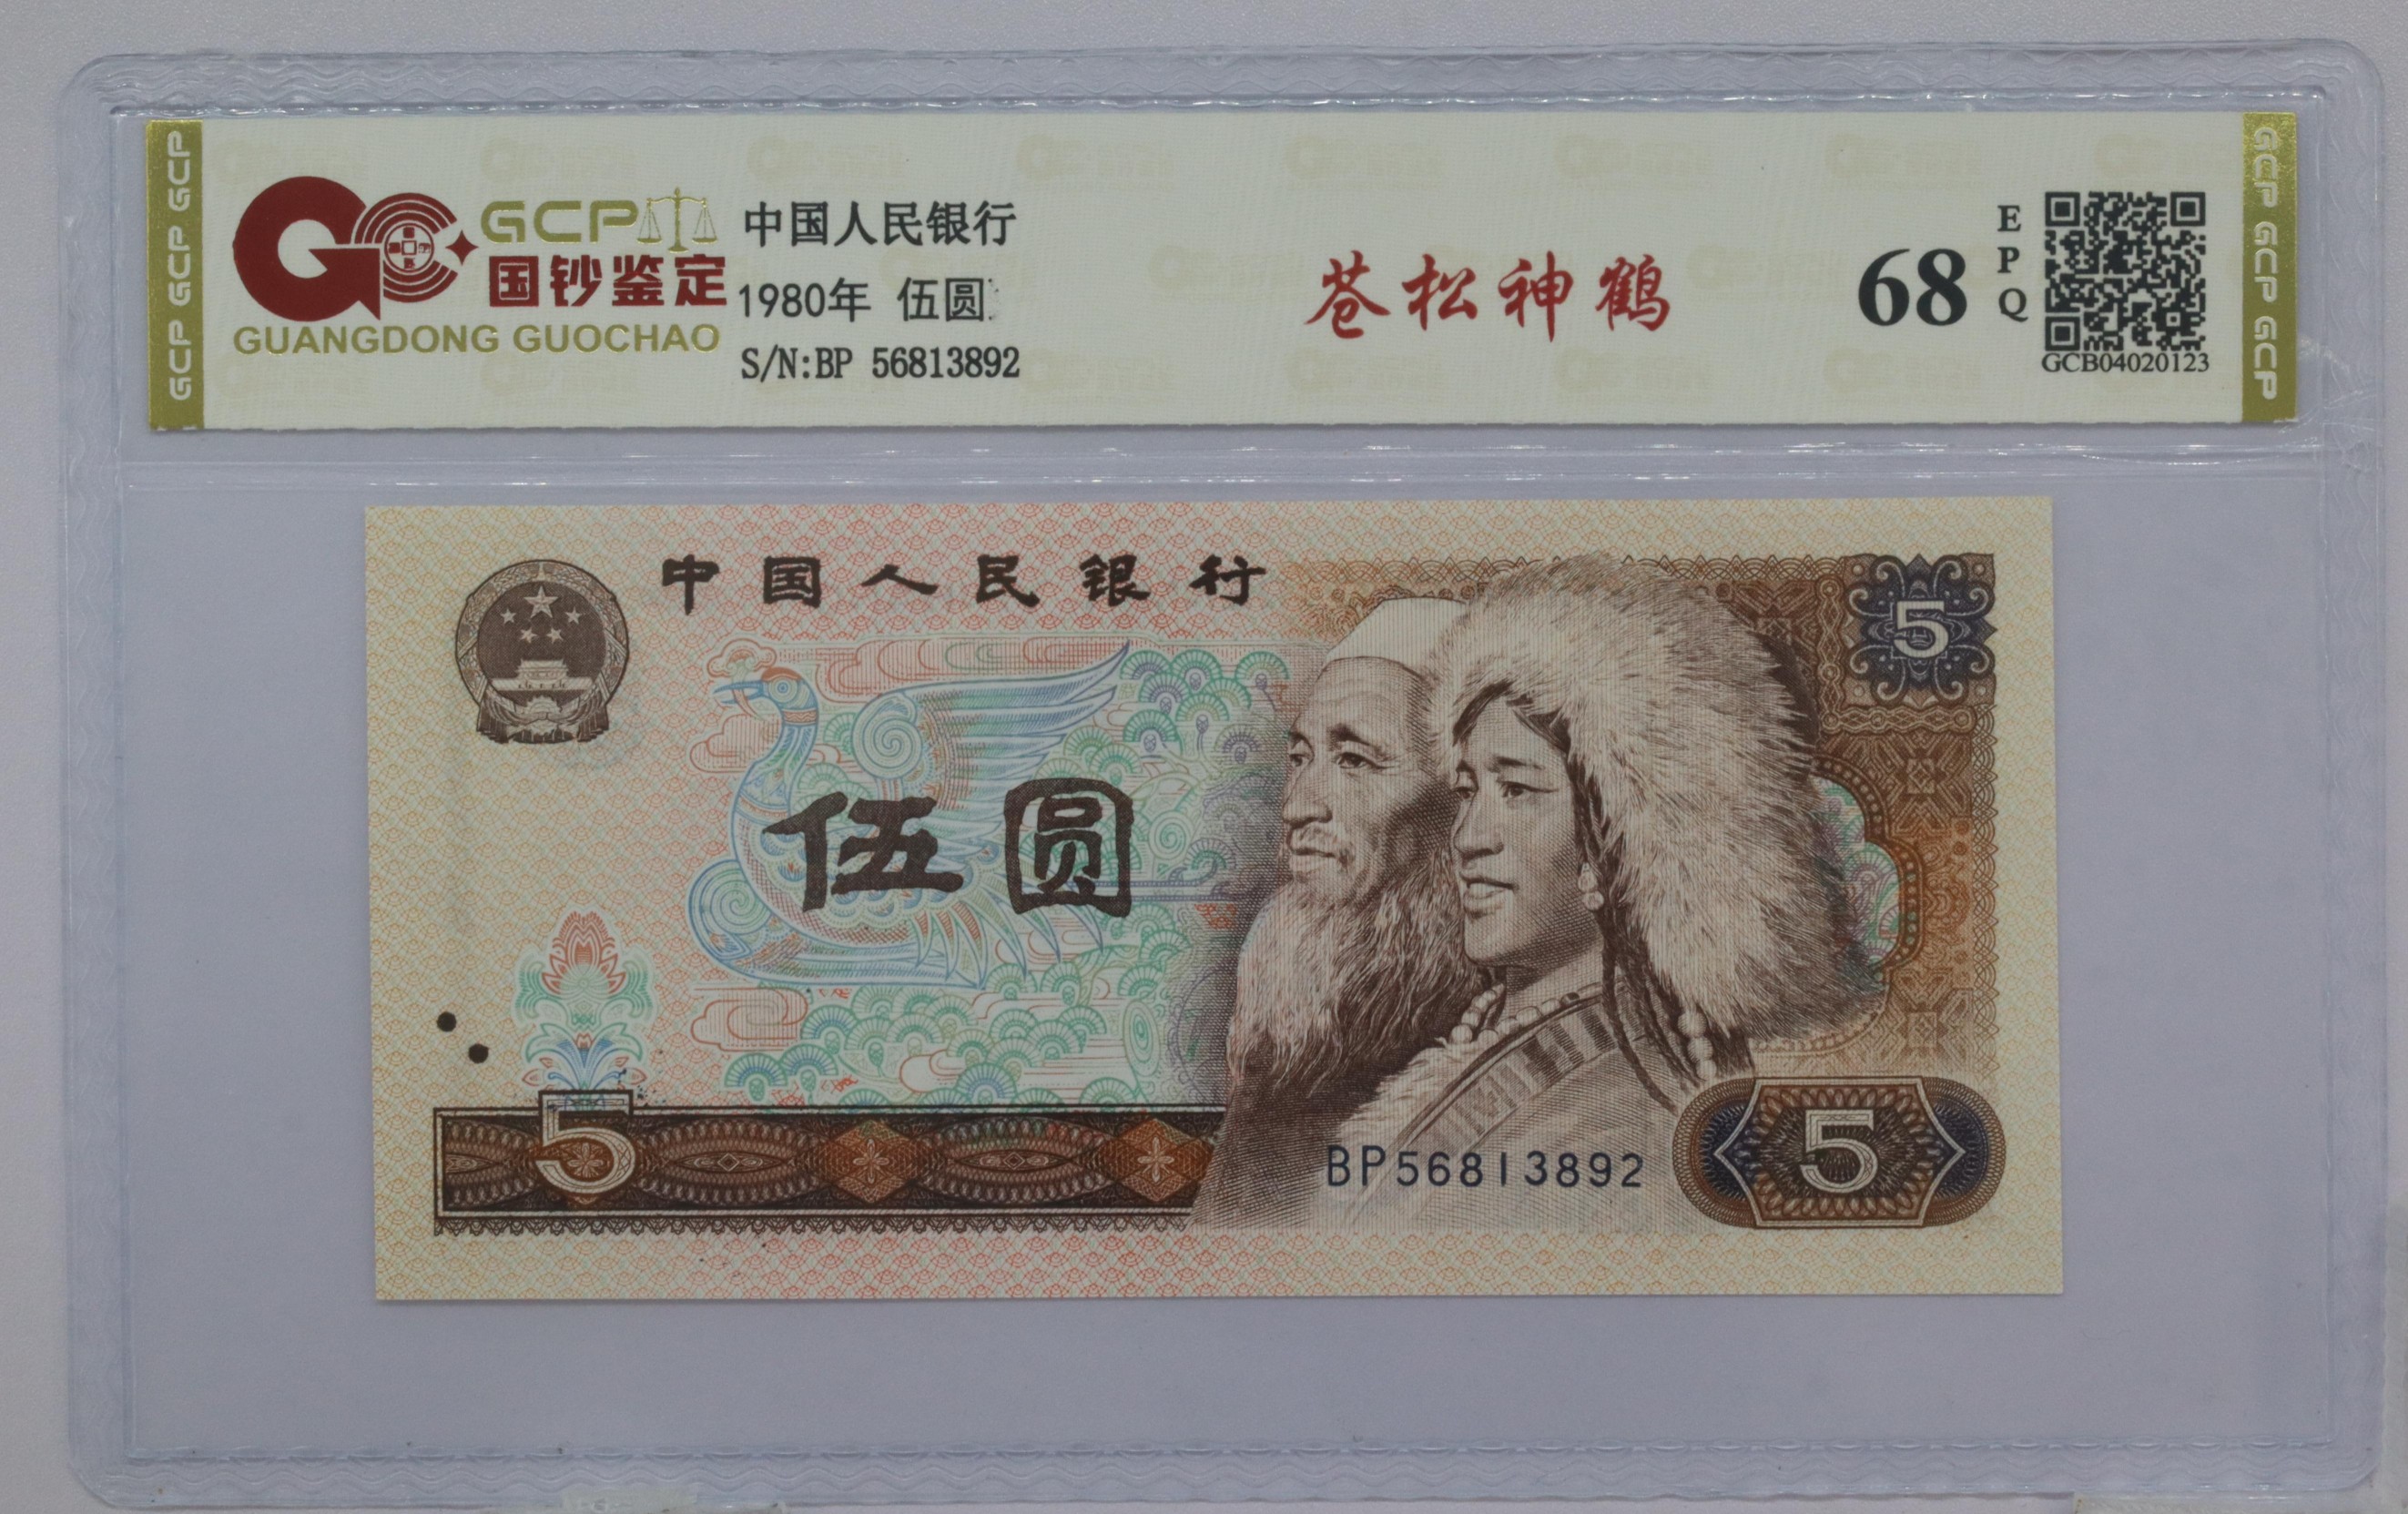 GCP GCP GCP
GCP
国钞鉴定
GUANGDONG GUOCHAO
中国人民银行
1980年 伍圆
S/N:BP 56813892
苍松神鹤
68
EPQ
GCB04020123
GCP GCP GCP
中国人民银行
5
伍圆
5
BP56813892
5